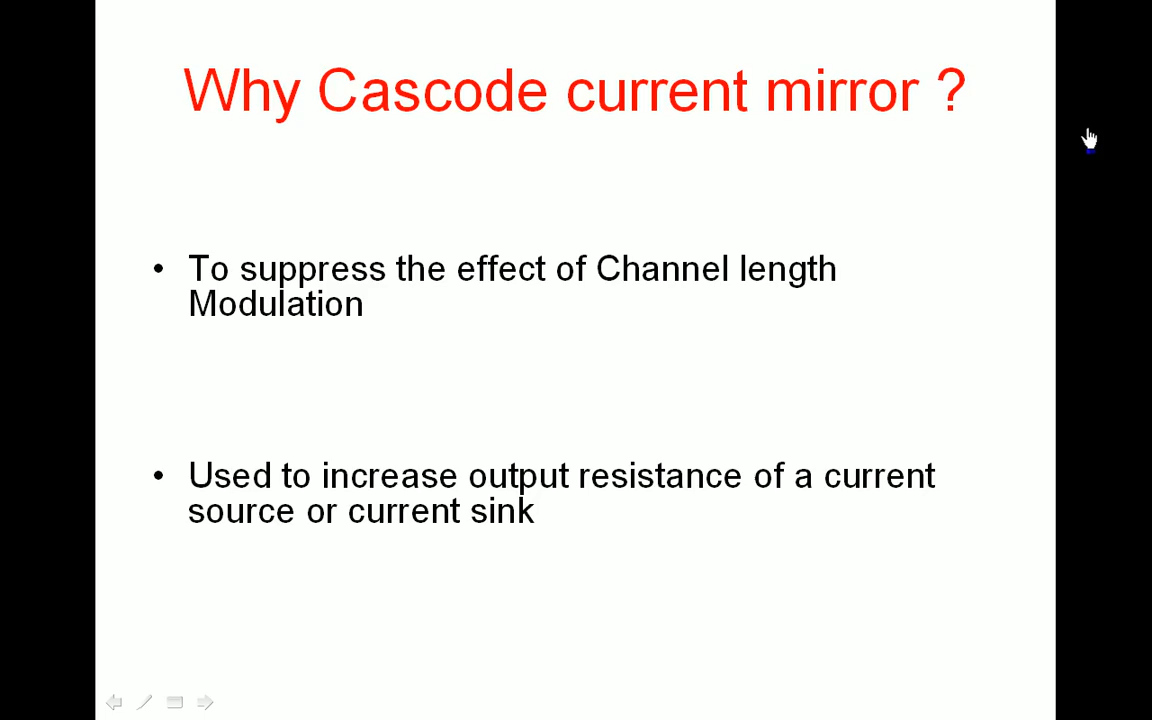 Why Cascode current mirror ?
• To suppress the effect of Channel length
Modulation
• Used to increase output resistance of a current
source or current sink